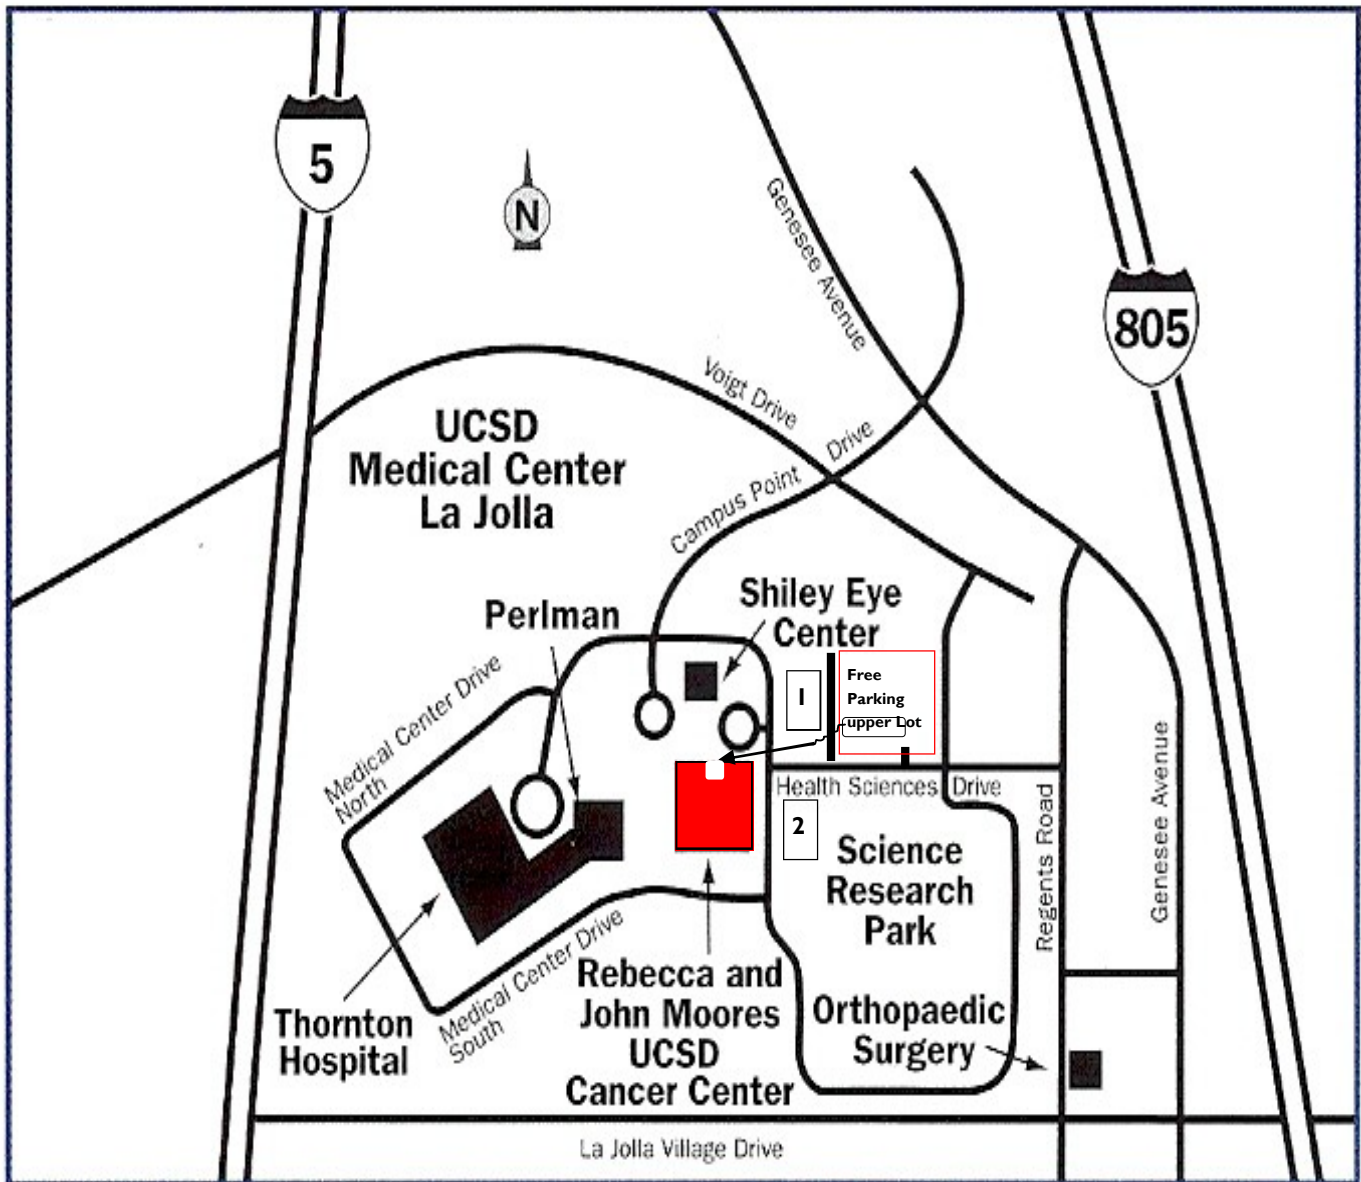 5
N
Genesee Avenue
805
Voigt Drive
UCSD
Medical Center
La Jolla
Campus Point Drive
Shiley Eye
Center
Perlman
Free
Parking
upper Lot
1
Medical Center Drive
North
Health Sciences Drive
2
Science
Research
Park
Regents Road
Genesee Avenue
Medical Center Drive
South
Rebecca and
John Moores
UCSD
Cancer Center
Orthopaedic
Surgery
Thornton
Hospital
La Jolla Village Drive